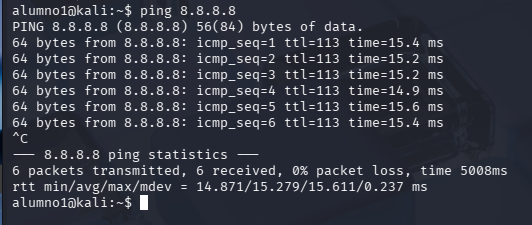 alumno1@kali:~$ ping 8.8.8.8
PING 8.8.8.8 (8.8.8.8) 56(84) bytes of data.
64 bytes from 8.8.8.8: icmp_seq=1 ttl=113 time=15.4 ms
64 bytes from 8.8.8.8: icmp_seq=2 ttl=113 time=15.2 ms
64 bytes from 8.8.8.8: icmp_seq=3 ttl=113 time=15.2 ms
64 bytes from 8.8.8.8: icmp_seq=4 ttl=113 time=14.9 ms
64 bytes from 8.8.8.8: icmp_seq=5 ttl=113 time=15.6 ms
64 bytes from 8.8.8.8: icmp_seq=6 ttl=113 time=15.4 ms
^C
--- 8.8.8.8 ping statistics ---
6 packets transmitted, 6 received, 0% packet loss, time 5008ms
rtt min/avg/max/mdev = 14.871/15.279/15.611/0.237 ms
alumno1@kali:~$